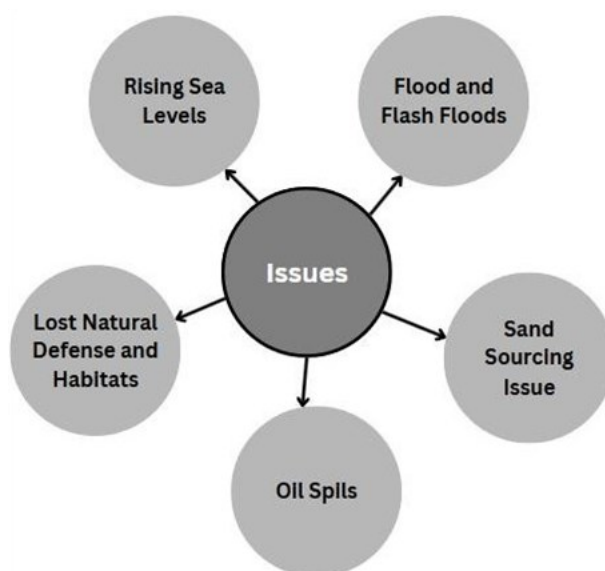 Rising Sea
Levels
Flood and
Flash Floods
Issues
Lost Natural
Defense and
Habitats
Sand
Sourcing
Issue
Oil Spils